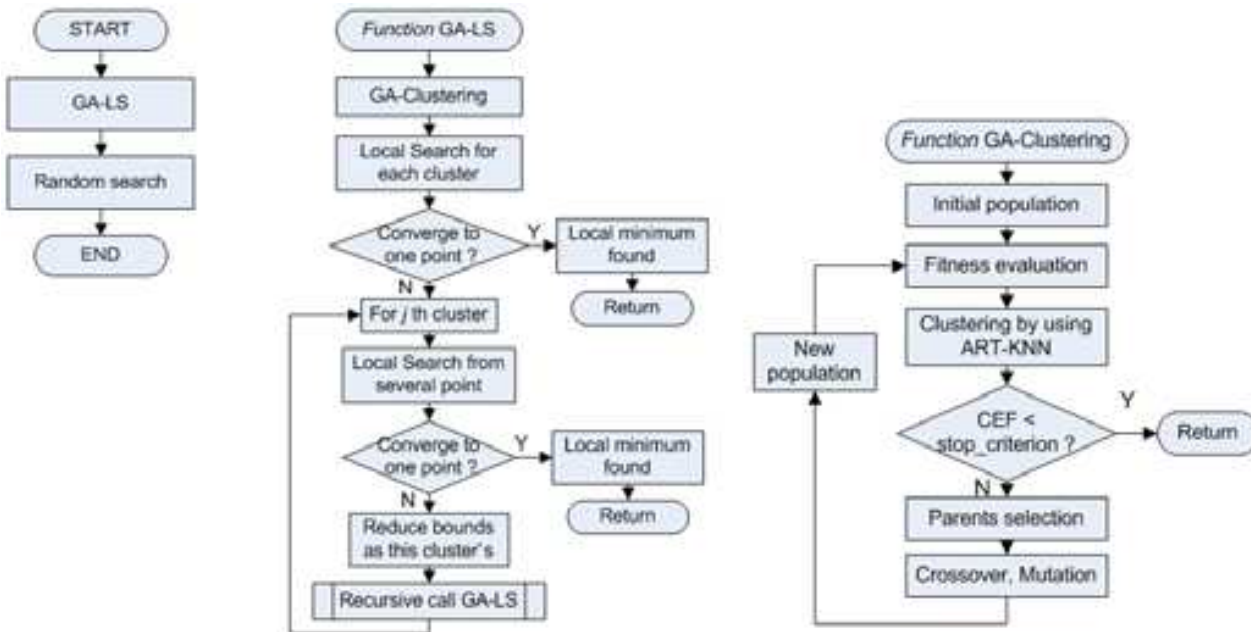 START
GA-LS
Random search
END
Function GA-LS
GA-Clustering
Local Search for
each cluster
Converge to
one point ?
Y
Local minimum
found
Return
N
For j th cluster
Local Search from
several point
Converge to
one point ?
Y
Local minimum
found
Return
N
Reduce bounds
as this cluster's
Recursive call GA-LS
Function GA-Clustering
Initial population
Fitness evaluation
Clustering by using
ART-KNN
New
population
CEF <
stop_criterion ?
Y
Return
N
Parents selection
Crossover, Mutation